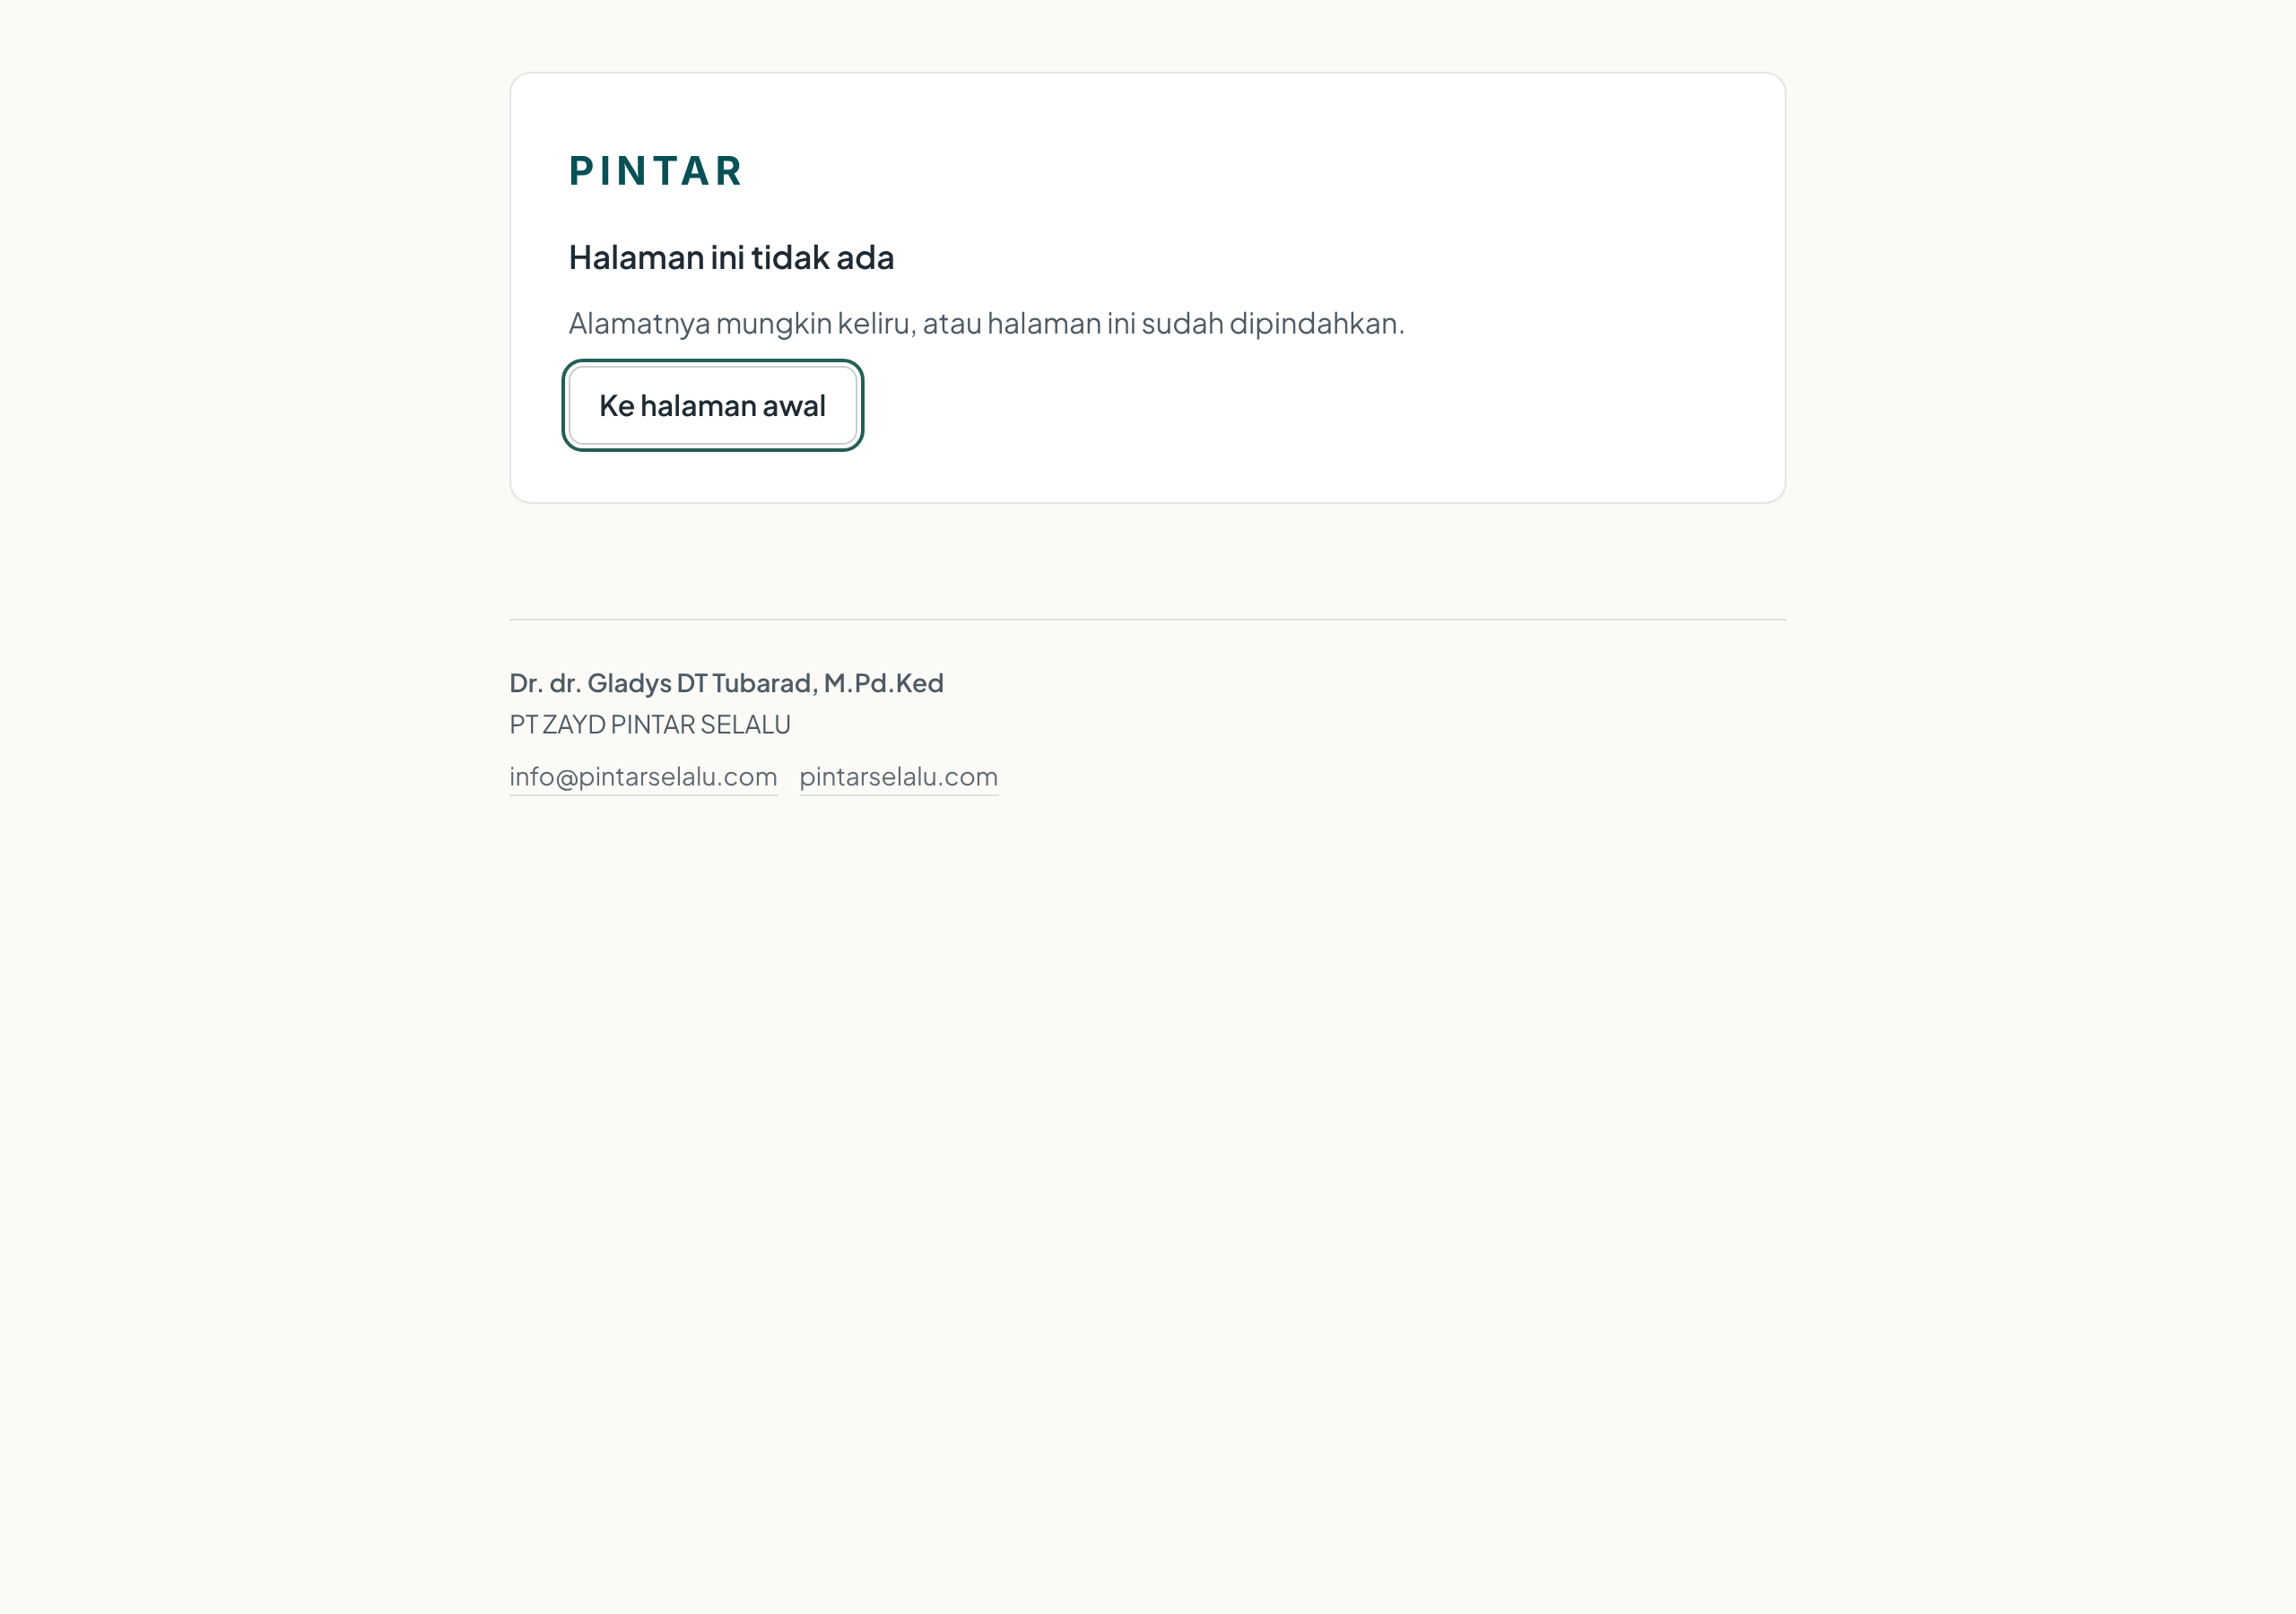 PINTAR
Halaman ini tidak ada
Alamatnya mungkin keliru, atau halaman ini sudah dipindahkan.
Ke halaman awal
Dr. dr. Gladys DT Tubarad, M.Pd.Ked
PT ZAYD PINTAR SELALU
info@pintarselalu.com pintarselalu.com